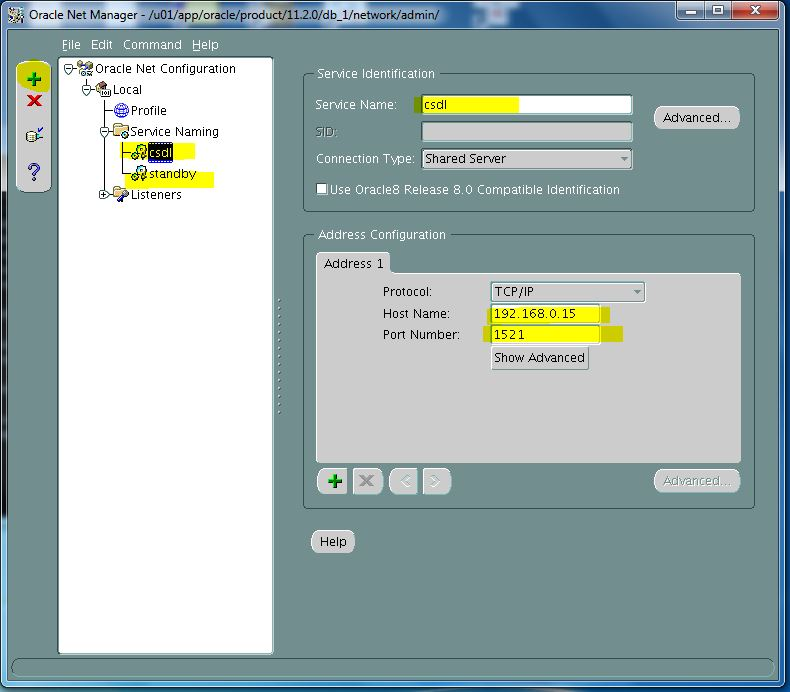 Oracle Net Manager - /u01/app/oracle/product/11.2.0/db_1/network/admin/
File Edit Command Help
Oracle Net Configuration
Local
Profile
Service Naming
csdl
standby
Listeners
Service Identification
Service Name: csdl
Advanced...
SID:
Connection Type: Shared Server
Use Oracle8 Release 8.0 Compatible Identification
Address Configuration
Address 1
Protocol: TCP/IP
Host Name: 192.168.0.15
Port Number: 1521
Show Advanced
Advanced...
Help